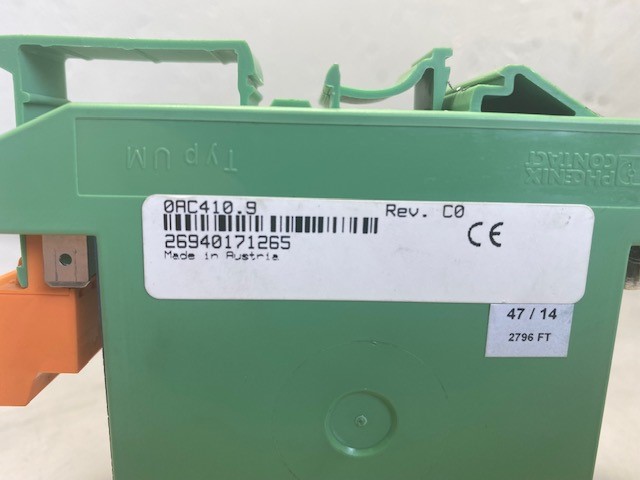 Typ UM
PHOENIX
CONTACT
0AC410.9
Rev. C0
26940171265
Made in Austria
CE
47 / 14
2796 FT